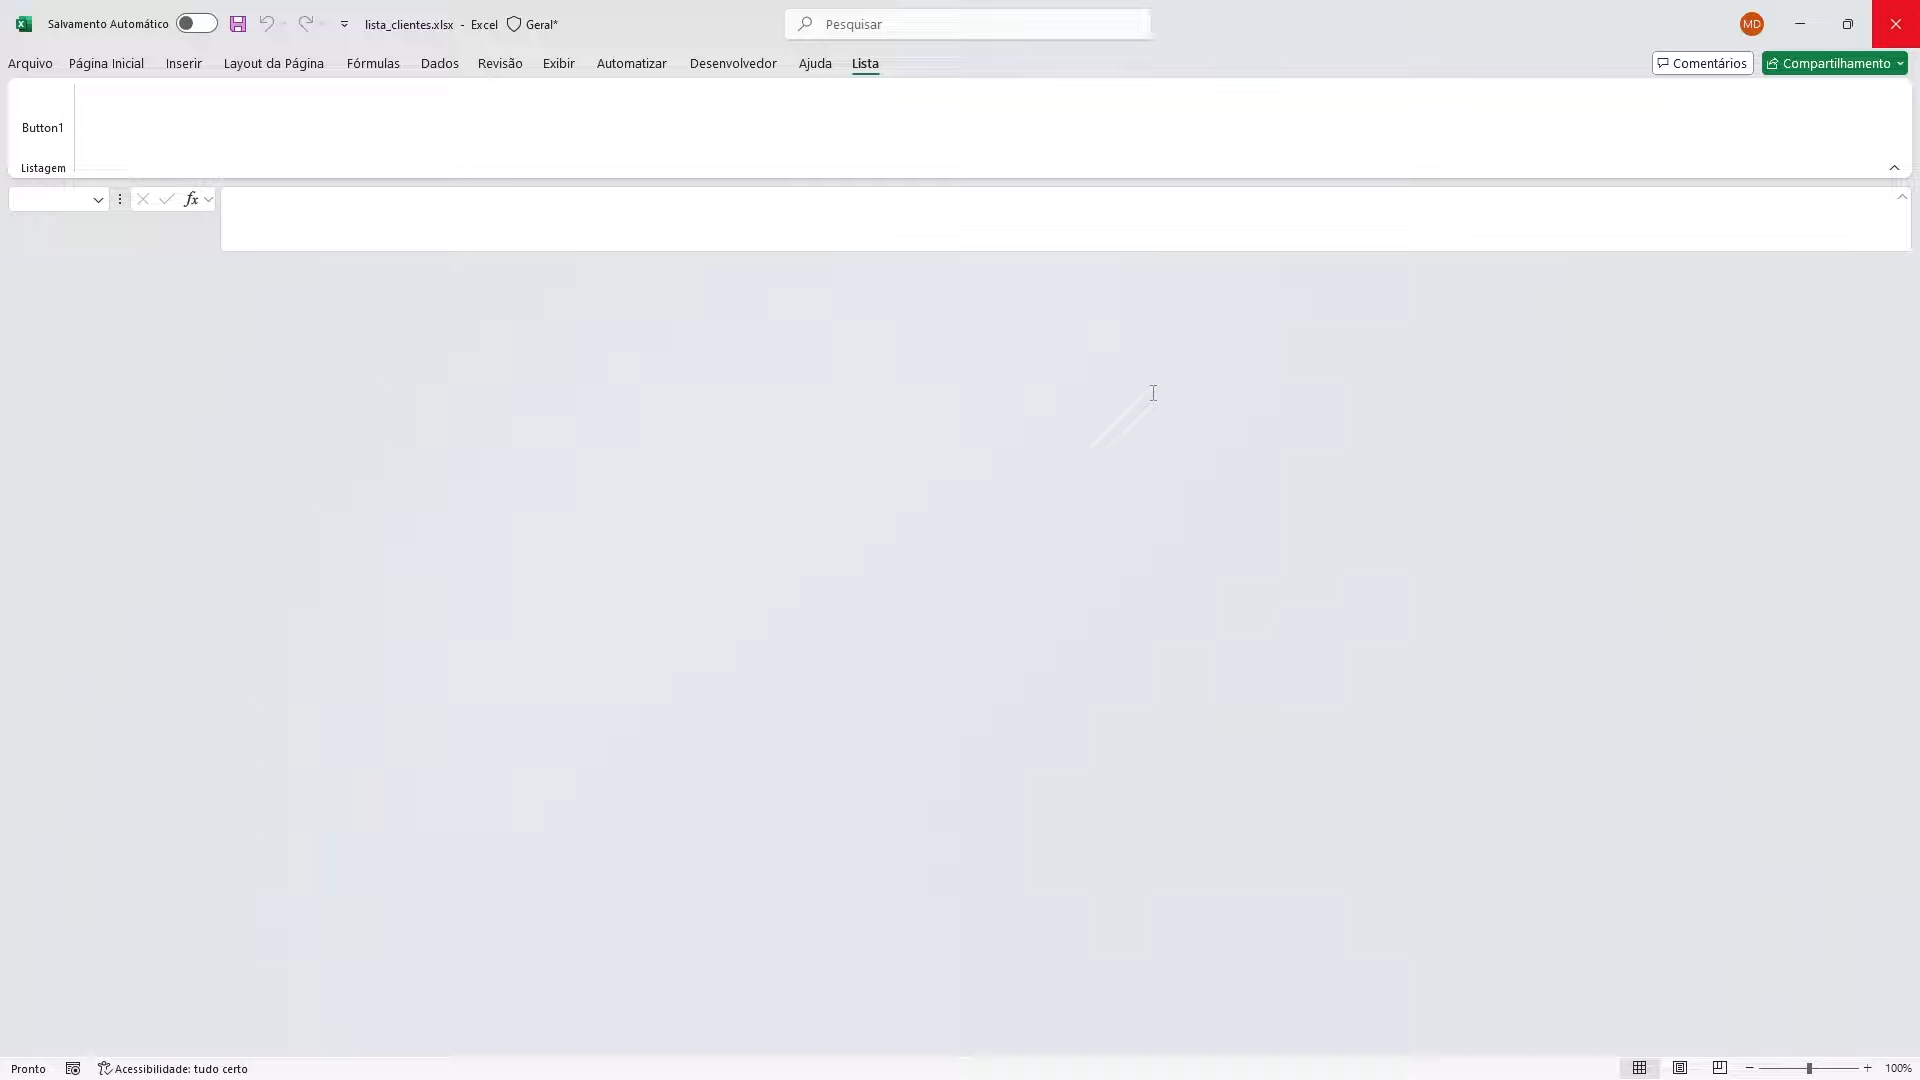 Salvamento Automático
lista_clientes.xlsx - Excel Geral*
Pesquisar
MD
Arquivo Página Inicial Inserir Layout da Página Fórmulas Dados Revisão Exibir Automatizar Desenvolvedor Ajuda Lista
Comentários Compartilhamento
Button1
Listagem
fx
Pronto Acessibilidade: tudo certo
100%